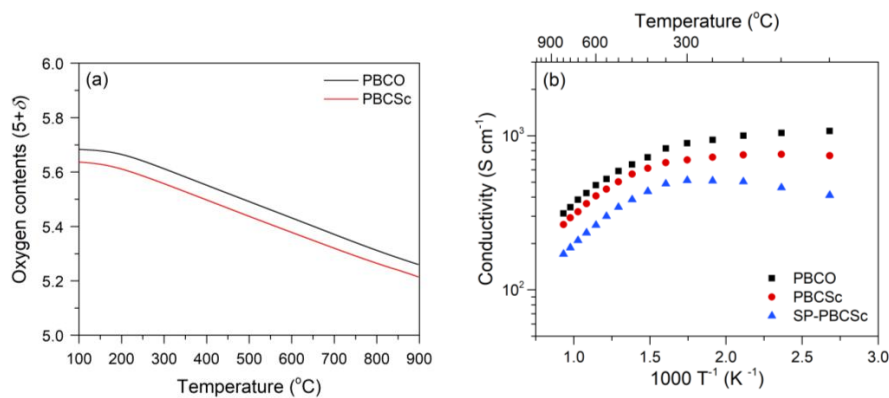 (a)
PBCO
PBCSc
6.0
5.8
5.6
5.4
5.2
5.0
Oxygen contents (5+δ)
100 200 300 400 500 600 700 800 900
Temperature (°C)
Temperature (°C)
900 600 300
(b)
10³
10²
Conductivity (S cm⁻¹)
PBCO
PBCSc
SP-PBCSc
1.0 1.5 2.0 2.5 3.0
1000 T⁻¹ (K⁻¹)